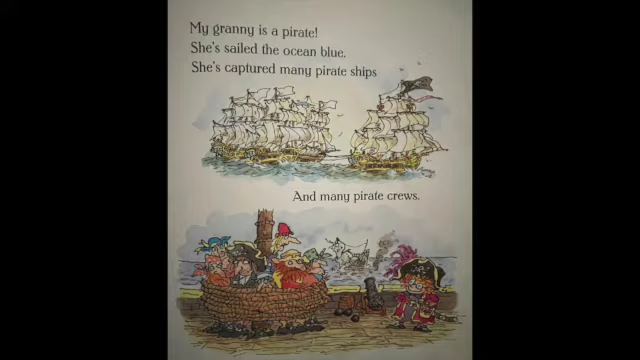 My granny is a pirate!
She's sailed the ocean blue.
She's captured many pirate ships
And many pirate crews.